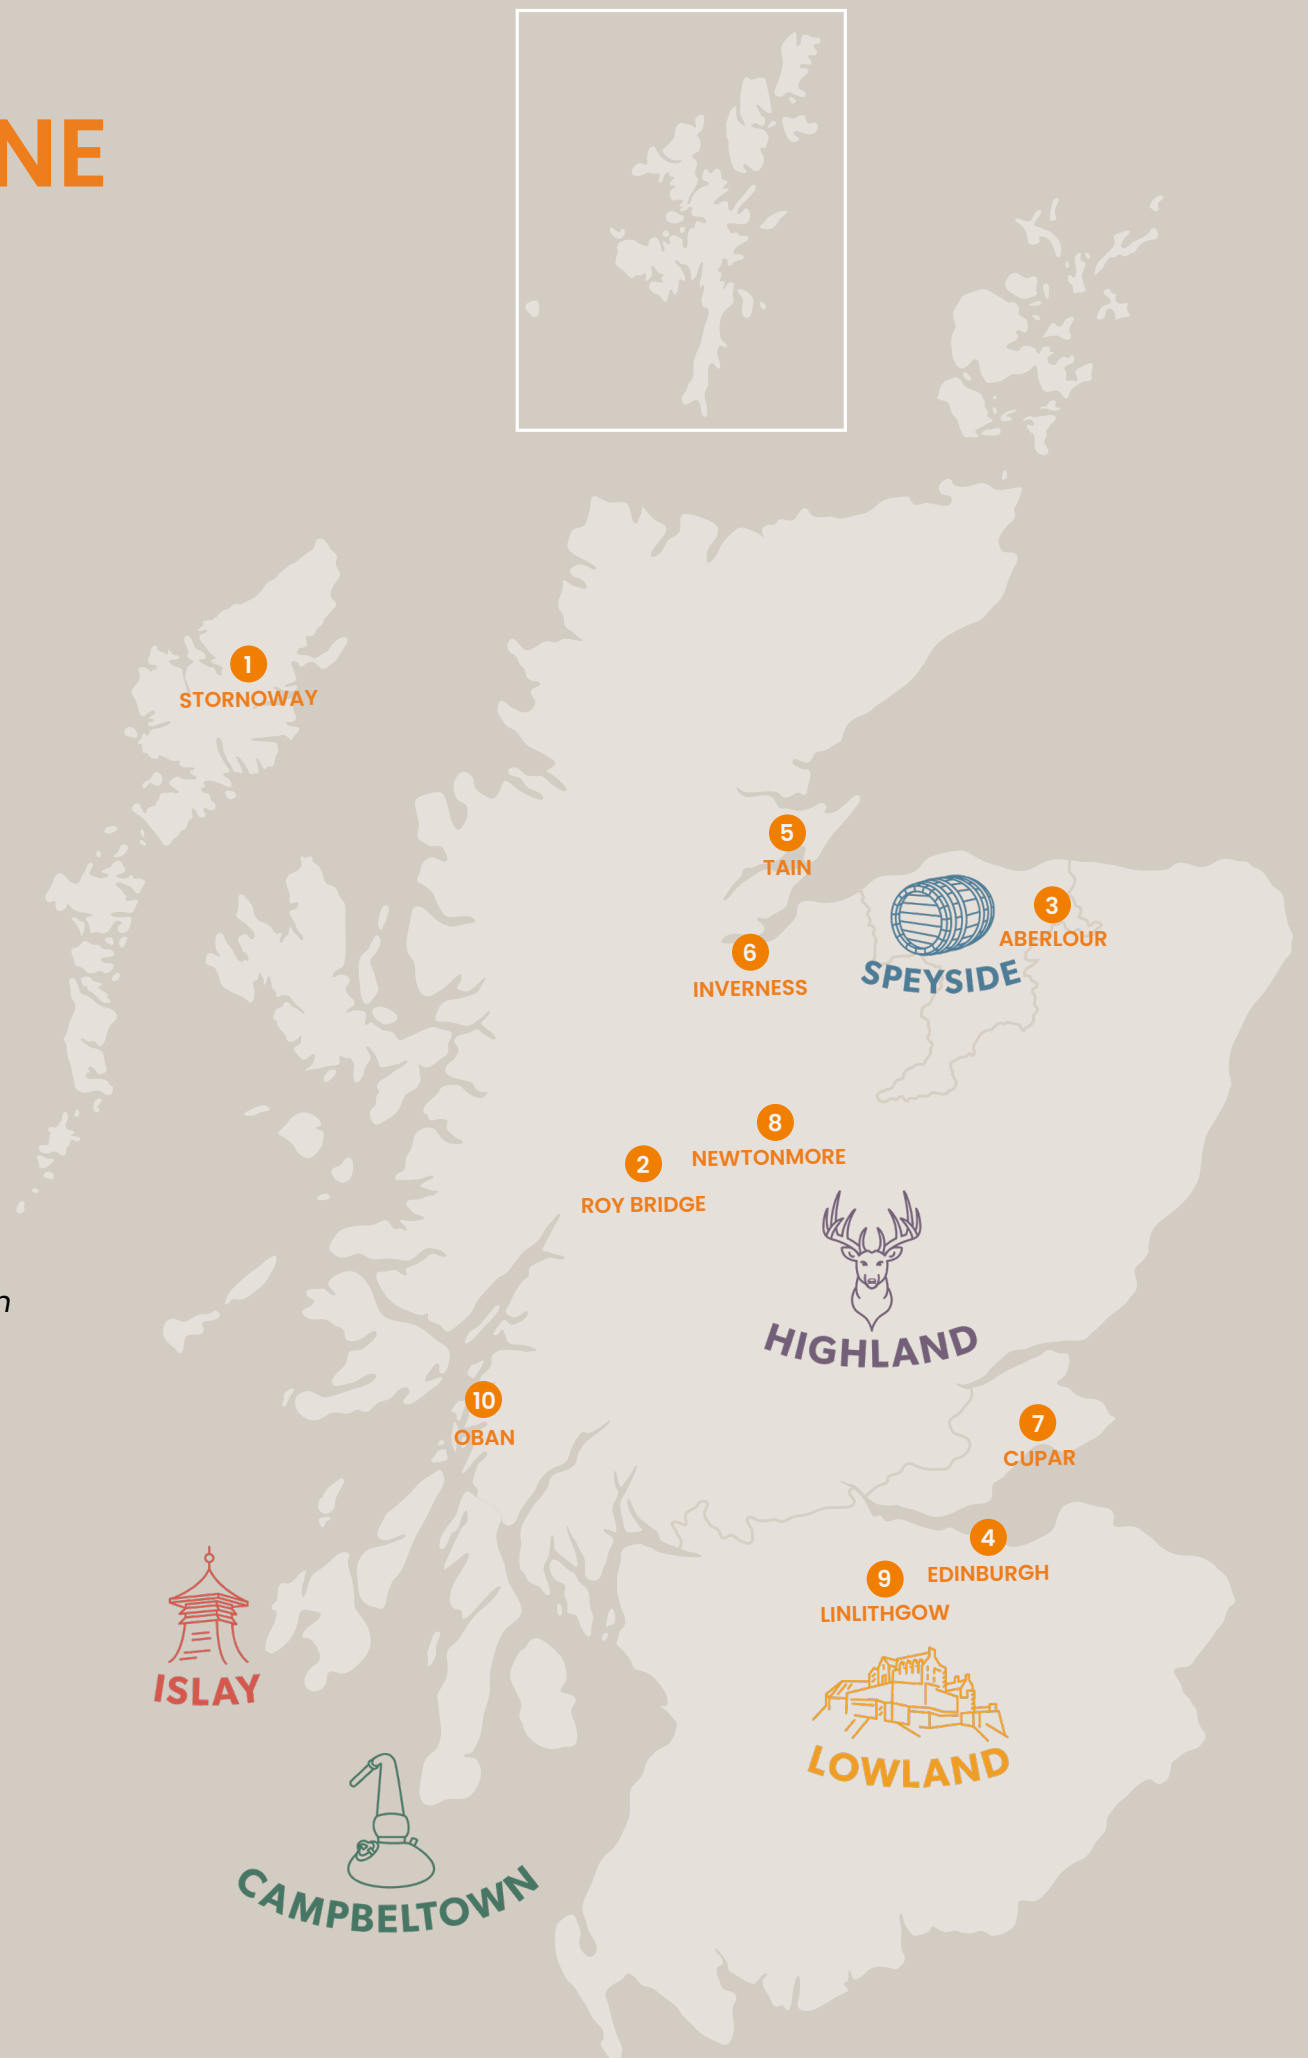 NE
1
STORNOWAY
5
TAIN
3
ABERLOUR
6
INVERNESS
SPEYSIDE
8
NEWTONMORE
2
ROY BRIDGE
n
HIGHLAND
10
OBAN
7
CUPAR
4
EDINBURGH
9
LINLITHGOW
ISLAY
LOWLAND
CAMPBELTOWN